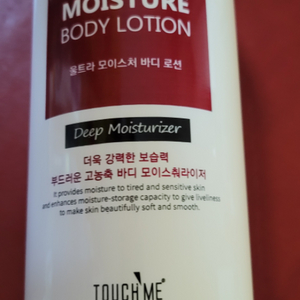 MOISTURE
BODY LOTION
울트라 모이스처 바디 로션
Deep Moisturizer
더욱 강력한 보습력
부드러운 고농축 바디 모이스춰라이저
It provides moisture to tired and sensitive skin
and enhances moisture-storage capacity to give liveliness
to make skin beautifully soft and smooth.
TOUCH ME